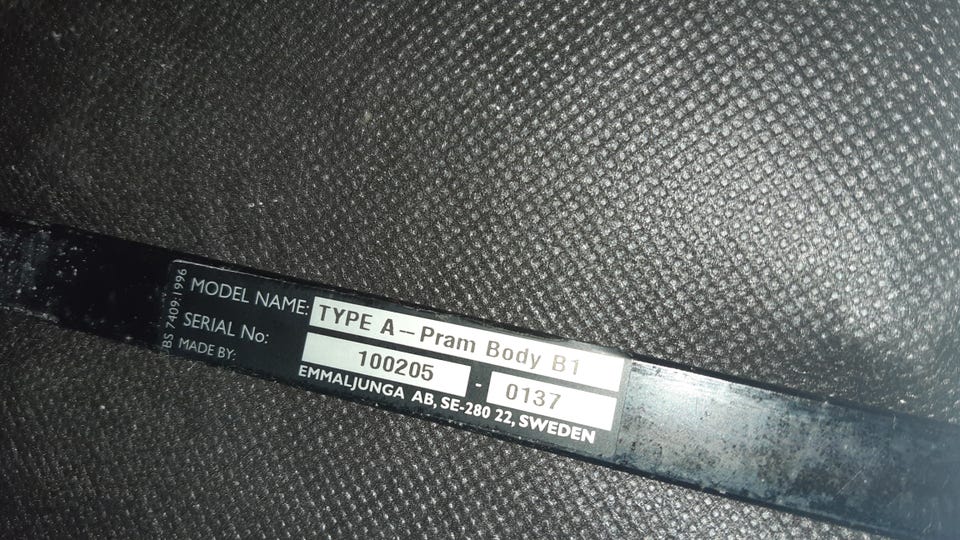 BS 7409:1996
MODEL NAME: TYPE A-Pram Body B1
SERIAL No: 100205 - 0137
MADE BY: EMMALJUNGA AB, SE-280 22, SWEDEN